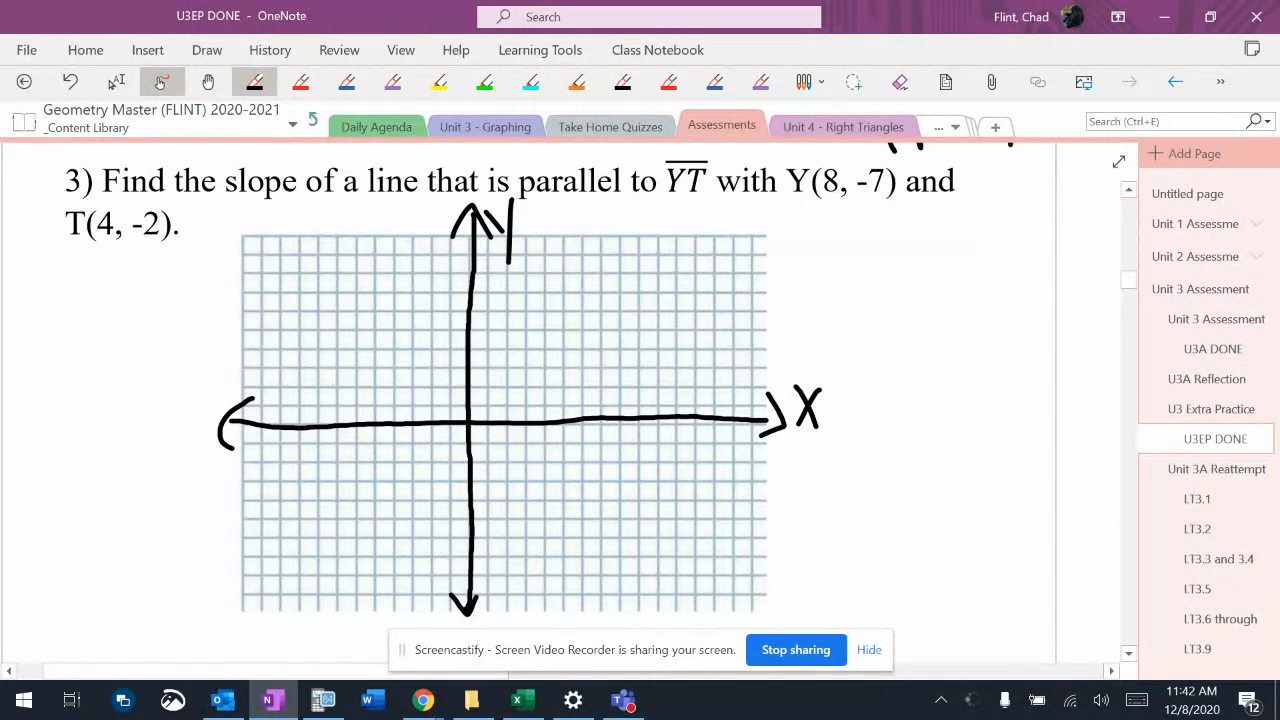 U3EP DONE - OneNote
Search
Flint, Chad
File Home Insert Draw History Review View Help Learning Tools Class Notebook
Geometry Master (FLINT) 2020-2021
_Content Library
Daily Agenda
Unit 3 - Graphing
Take Home Quizzes
Assessments
Unit 4 - Right Triangles
...
Search (Ctrl+E)
3) Find the slope of a line that is parallel to YT with Y(8, -7) and
T(4, -2).
Y
X
Add Page
Untitled page
Unit 1 Assessme
Unit 2 Assessme
Unit 3 Assessment
Unit 3 Assessment
U3A DONE
U3A Reflection
U3 Extra Practice
U3EP DONE
Unit 3A Reattempt
LT3.1
LT3.2
LT3.3 and 3.4
LT3.5
LT3.6 through
LT3.9
Screencastify - Screen Video Recorder is sharing your screen.
Stop sharing
Hide
11:42 AM
12/8/2020
12